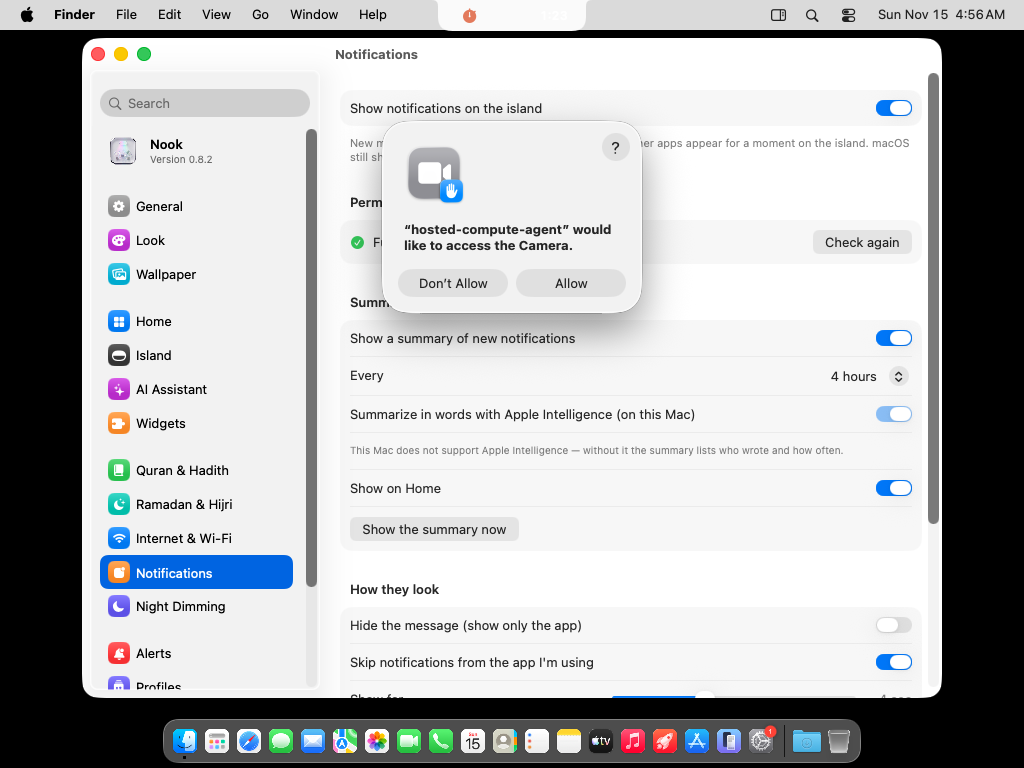 Finder File Edit View Go Window Help Sun Nov 15 4:56 AM
Notifications
Search
Nook
Version 0.8.2
General
Look
Wallpaper
Home
Island
AI Assistant
Widgets
Quran & Hadith
Ramadan & Hijri
Internet & Wi-Fi
Notifications
Night Dimming
Alerts
Profiles
Show notifications on the island
New er apps appear for a moment on the island. macOS
still
?
“hosted-compute-agent” would
like to access the Camera.
Don't Allow Allow
Check again
Show a summary of new notifications
Every 4 hours
Summarize in words with Apple Intelligence (on this Mac)
This Mac does not support Apple Intelligence — without it the summary lists who wrote and how often.
Show on Home
Show the summary now
How they look
Hide the message (show only the app)
Skip notifications from the app I'm using
Show for
SUN
15
tv
1